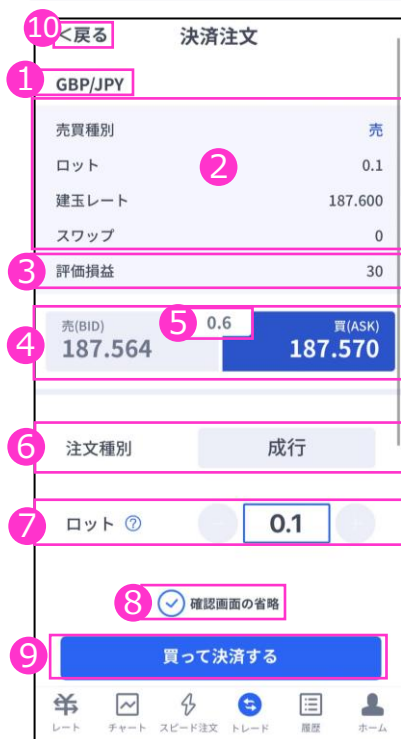 10 <戻る 決済注文
1 GBP/JPY
売買種別 売
2 ロット 0.1
建玉レート 187.600
スワップ 0
3 評価損益 30
4 売(BID) 187.564 5 0.6 買(ASK) 187.570
6 注文種別 成行
7 ロット ? - 0.1 +
8 確認画面の省略
9 買って決済する
レート チャート スピード注文 トレード 履歴 ホーム